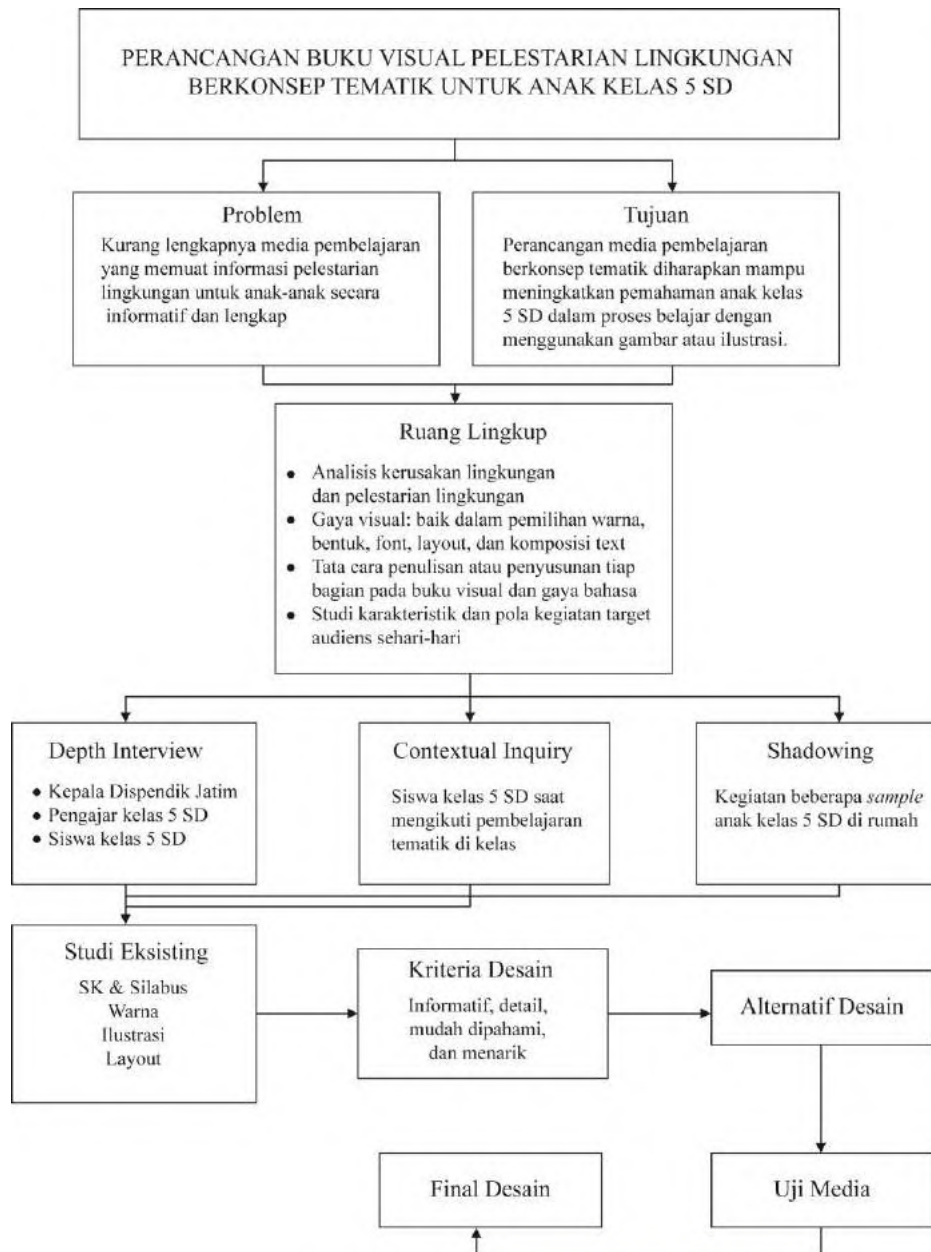 PERANCANGAN BUKU VISUAL PELESTARIAN LINGKUNGAN
BERKONSEP TEMATIK UNTUK ANAK KELAS 5 SD
Problem
Kurang lengkapnya media pembelajaran
yang memuat informasi pelestarian
lingkungan untuk anak-anak secara
informatif dan lengkap
Tujuan
Perancangan media pembelajaran
berkonsep tematik diharapkan mampu
meningkatkan pemahaman anak kelas
5 SD dalam proses belajar dengan
menggunakan gambar atau ilustrasi.
Ruang Lingkup
● Analisis kerusakan lingkungan
dan pelestarian lingkungan
● Gaya visual: baik dalam pemilihan warna,
bentuk, font, layout, dan komposisi text
● Tata cara penulisan atau penyusunan tiap
bagian pada buku visual dan gaya bahasa
● Studi karakteristik dan pola kegiatan target
audiens sehari-hari
Depth Interview
● Kepala Dispendik Jatim
● Pengajar kelas 5 SD
● Siswa kelas 5 SD
Contextual Inquiry
Siswa kelas 5 SD saat
mengikuti pembelajaran
tematik di kelas
Shadowing
Kegiatan beberapa sample
anak kelas 5 SD di rumah
Studi Eksisting
SK & Silabus
Warna
Ilustrasi
Layout
Kriteria Desain
Informatif, detail,
mudah dipahami,
dan menarik
Alternatif Desain
Final Desain
Uji Media